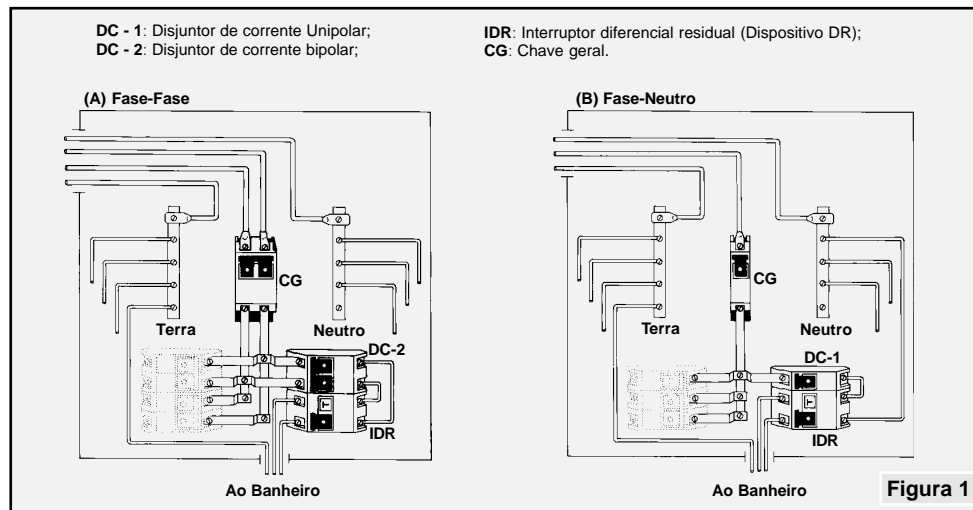 DC - 1: Disjuntor de corrente Unipolar;
DC - 2: Disjuntor de corrente bipolar;
IDR: Interruptor diferencial residual (Dispositivo DR);
CG: Chave geral.
(A) Fase-Fase
CG
Terra
Neutro
DC-2
T
IDR
Ao Banheiro
(B) Fase-Neutro
CG
Terra
Neutro
DC-1
T
IDR
Ao Banheiro
Figura 1